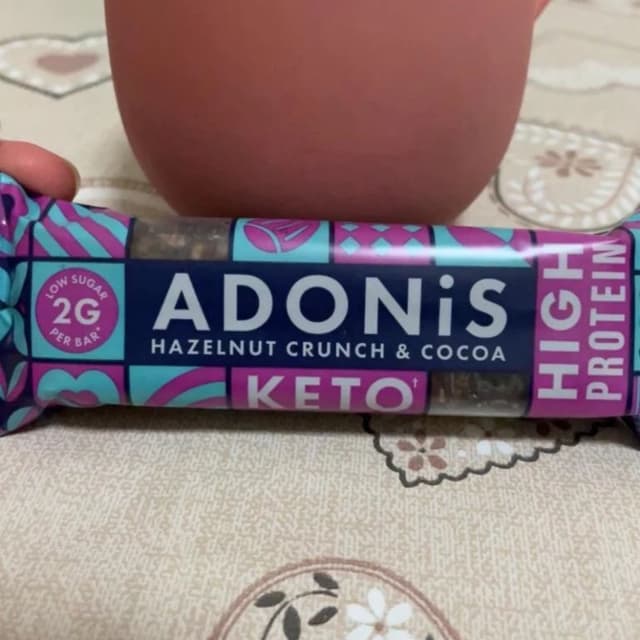 LOW SUGAR
2G
PER BAR*
ADONiS
HAZELNUT CRUNCH & COCOA
KETO†
HIGH
PROTEIN